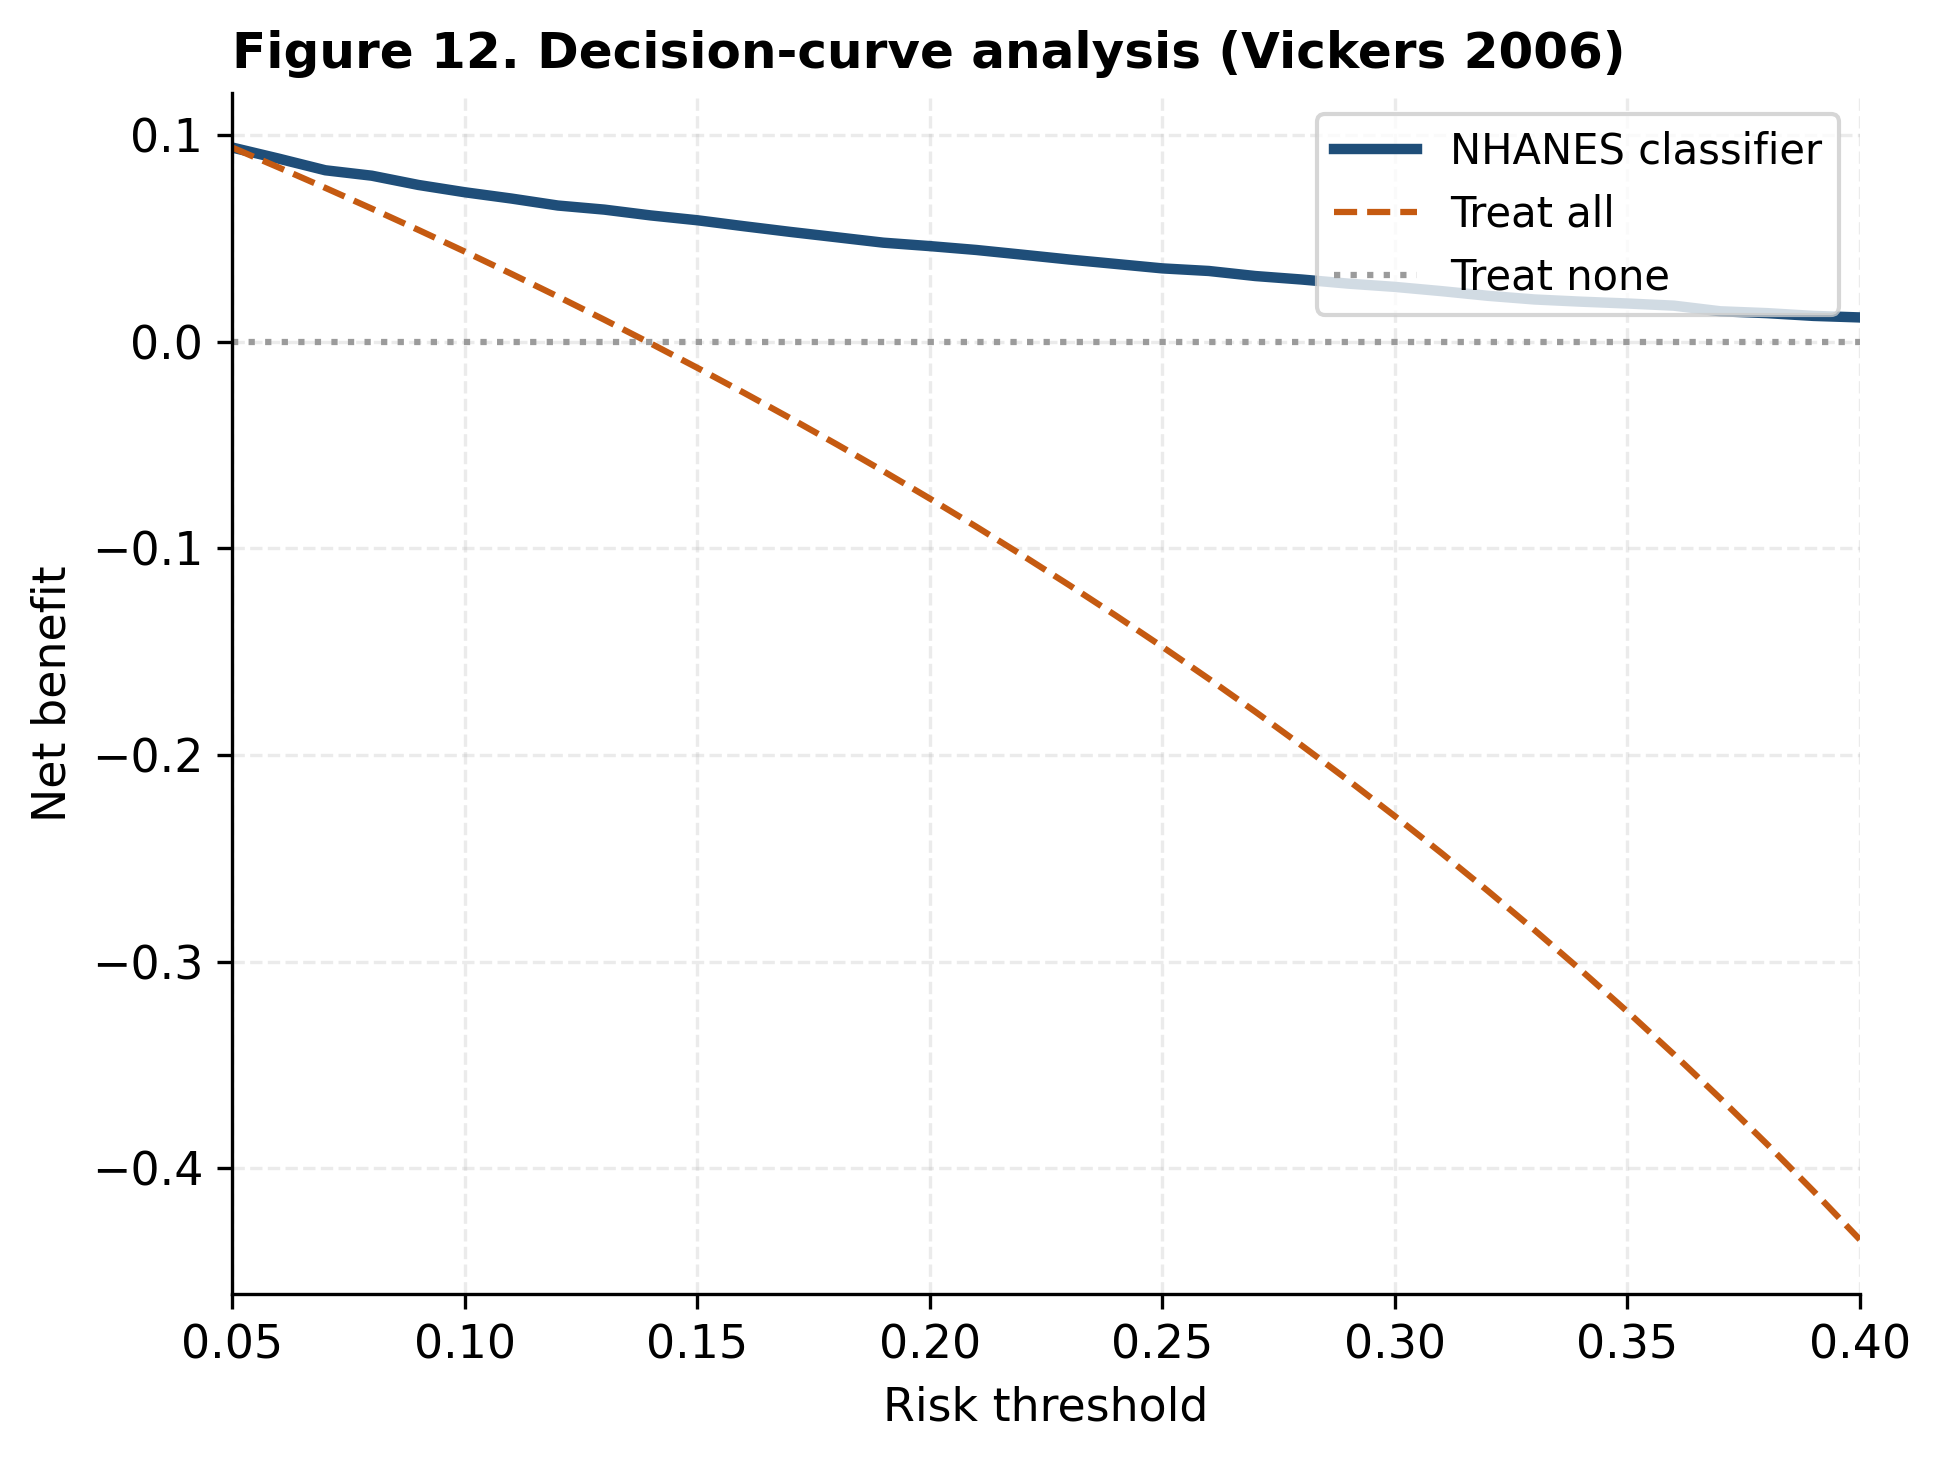 Figure 12. Decision-curve analysis (Vickers 2006)
NHANES classifier
Treat all
Treat none
0.1
0.0
−0.1
−0.2
−0.3
−0.4
Net benefit
0.05 0.10 0.15 0.20 0.25 0.30 0.35 0.40
Risk threshold